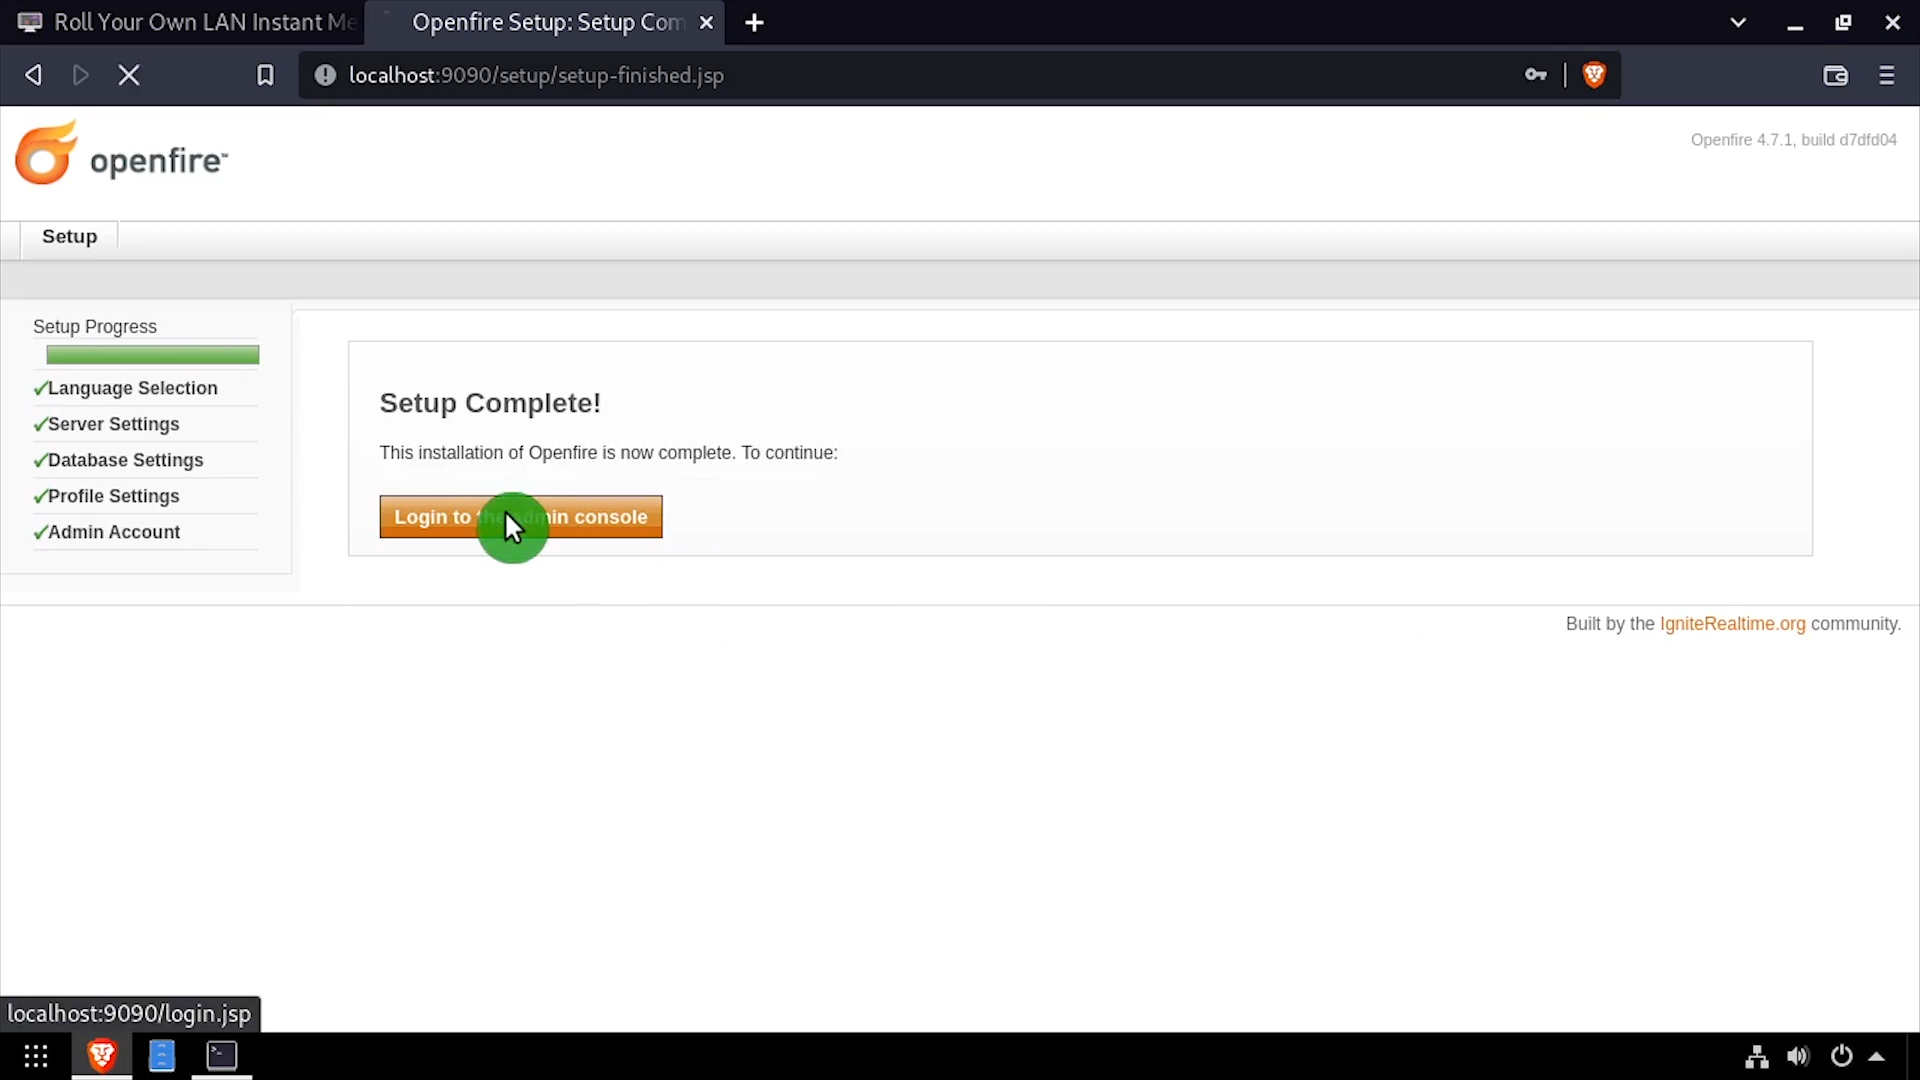 Roll Your Own LAN Instant Me
Openfire Setup: Setup Com
localhost:9090/setup/setup-finished.jsp
openfire™
Openfire 4.7.1, build d7dfd04
Setup
Setup Progress
Language Selection
Server Settings
Database Settings
Profile Settings
Admin Account
Setup Complete!
This installation of Openfire is now complete. To continue:
Login to the admin console
Built by the IgniteRealtime.org community.
localhost:9090/login.jsp